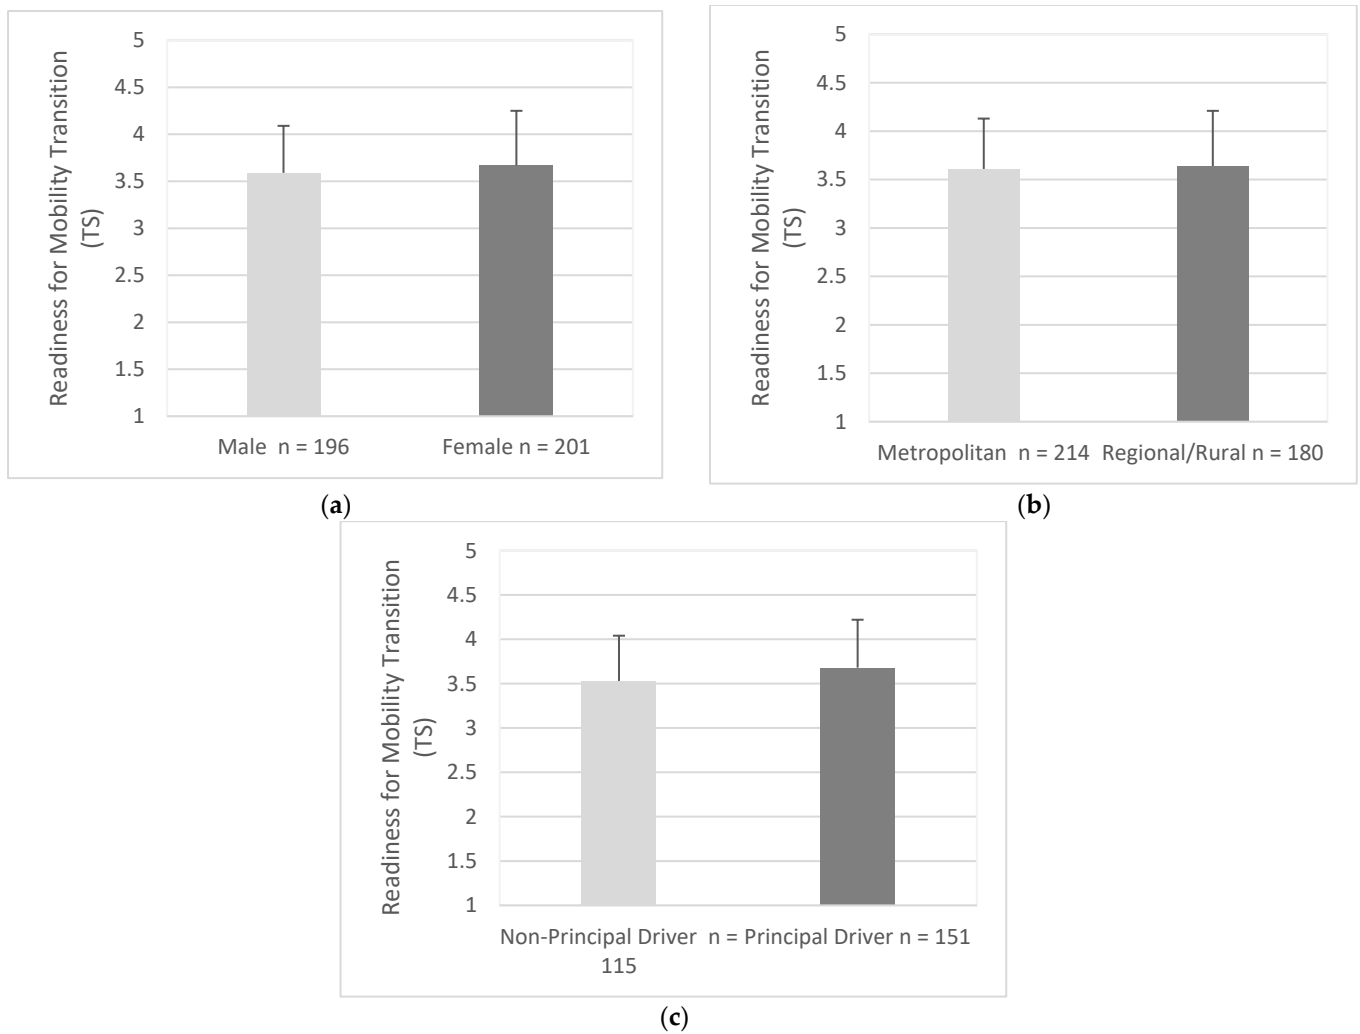 Readiness for Mobility Transition
(TS)
5
4.5
4
3.5
3
2.5
2
1.5
1
Male n = 196
Female n = 201
(a)
Readiness for Mobility Transition
(TS)
5
4.5
4
3.5
3
2.5
2
1.5
1
Metropolitan n = 214
Regional/Rural n = 180
(b)
Readiness for Mobility Transition
(TS)
5
4.5
4
3.5
3
2.5
2
1.5
1
Non-Principal Driver n =
115
Principal Driver n = 151
(c)